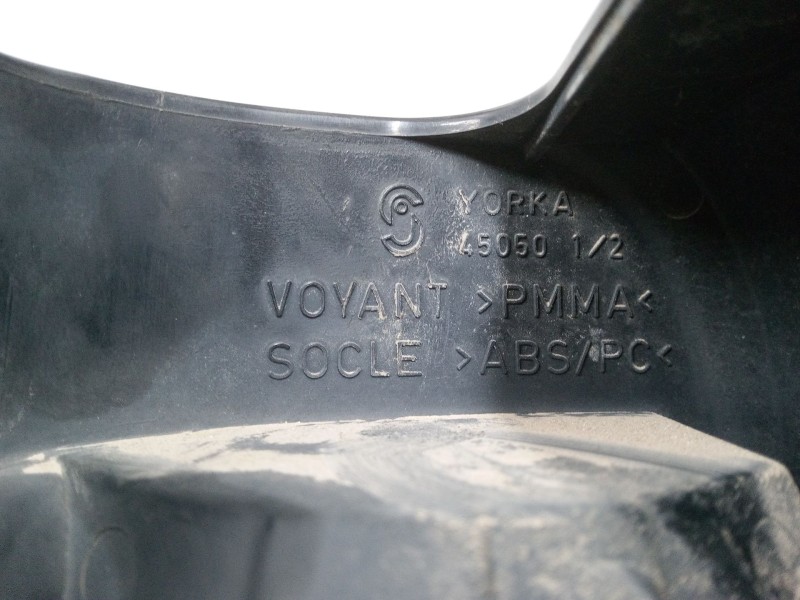 YORKA
45050 1/2
VOYANT >PMMA<
SOCLE >ABS/PC<